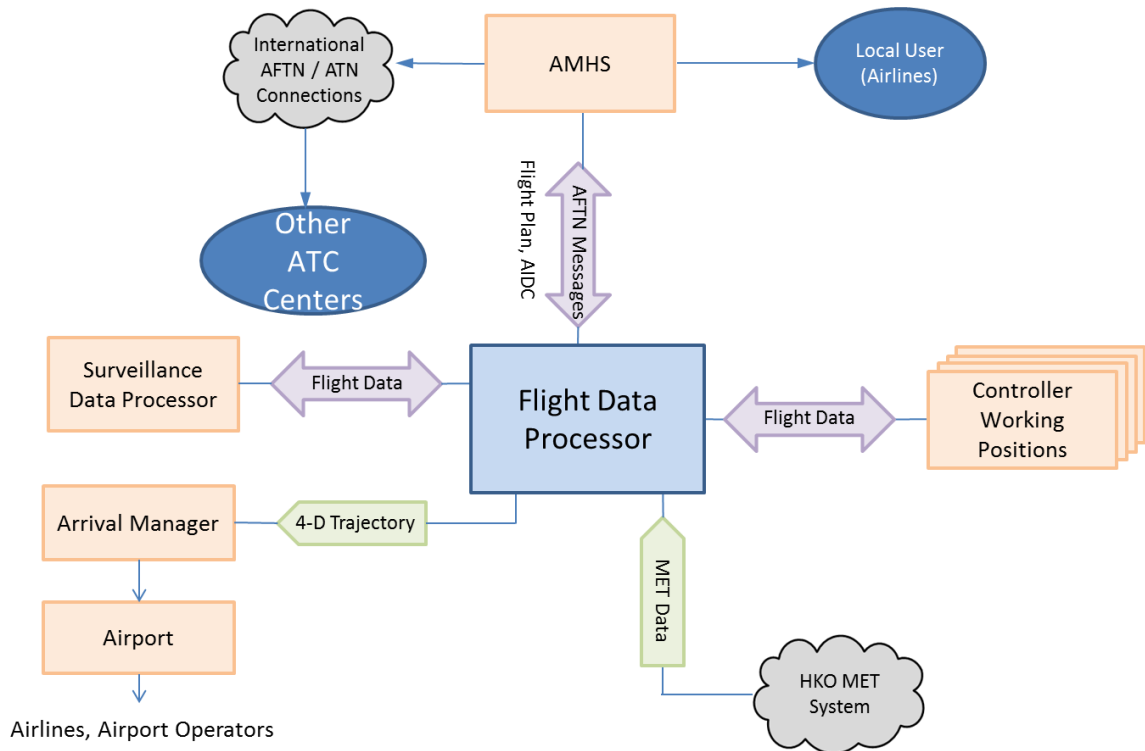 International
AFTN / ATN
Connections
AMHS
Local User
(Airlines)
Other
ATC
Centers
Flight Plan, AIDC
AFTN Messages
Surveillance
Data Processor
Flight Data
Flight Data
Processor
Flight Data
Controller
Working
Positions
Arrival Manager
4-D Trajectory
MET Data
Airport
HKO MET
System
Airlines, Airport Operators